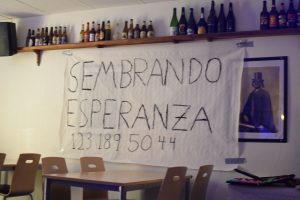 SEMBRANDO
ESPERANZA
123 189 50 44